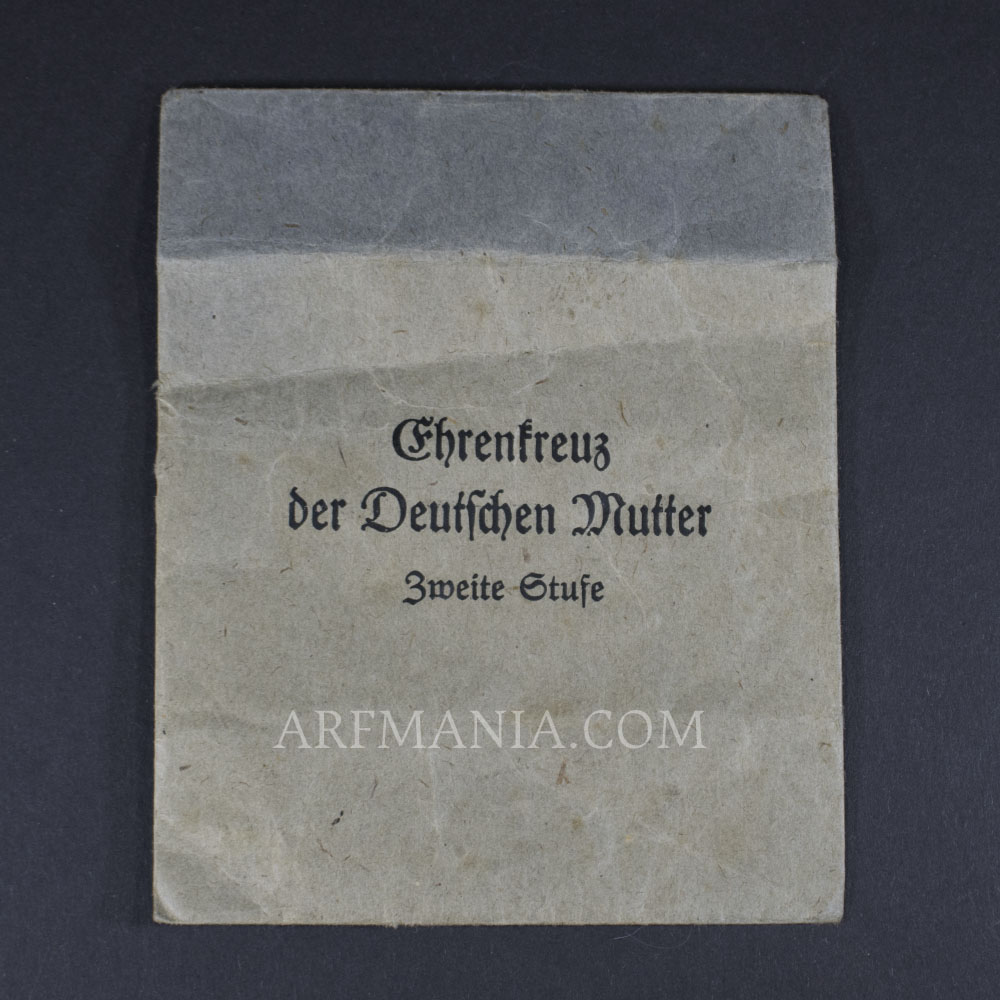 Ehrenkreuz
der Deutschen Mutter
Zweite Stufe
ARFMANIA.COM